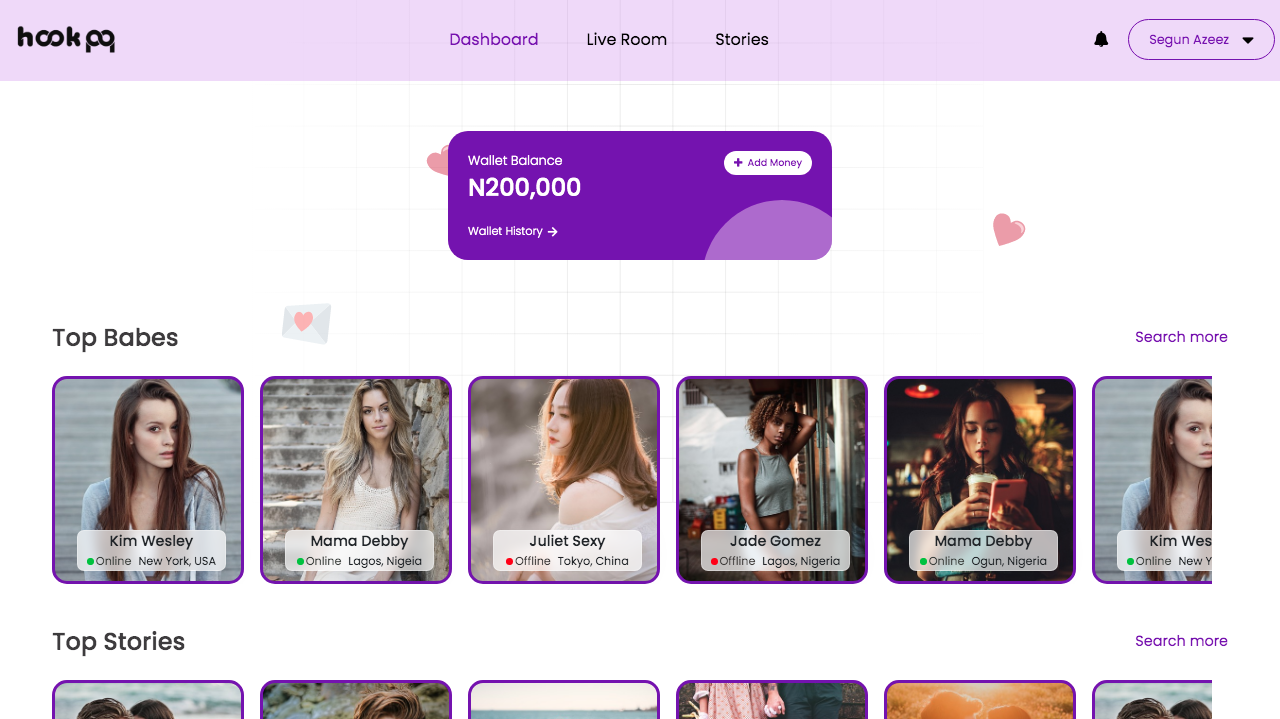 hookpq
Dashboard Live Room Stories
Segun Azeez
Wallet Balance
+ Add Money
N200,000
Wallet History →
Top Babes
Search more
Kim Wesley
Online New York, USA
Mama Debby
Online Lagos, Nigeia
Juliet Sexy
Offline Tokyo, China
Jade Gomez
Offline Lagos, Nigeria
Mama Debby
Online Ogun, Nigeria
Kim Wes
Online New Y
Top Stories
Search more